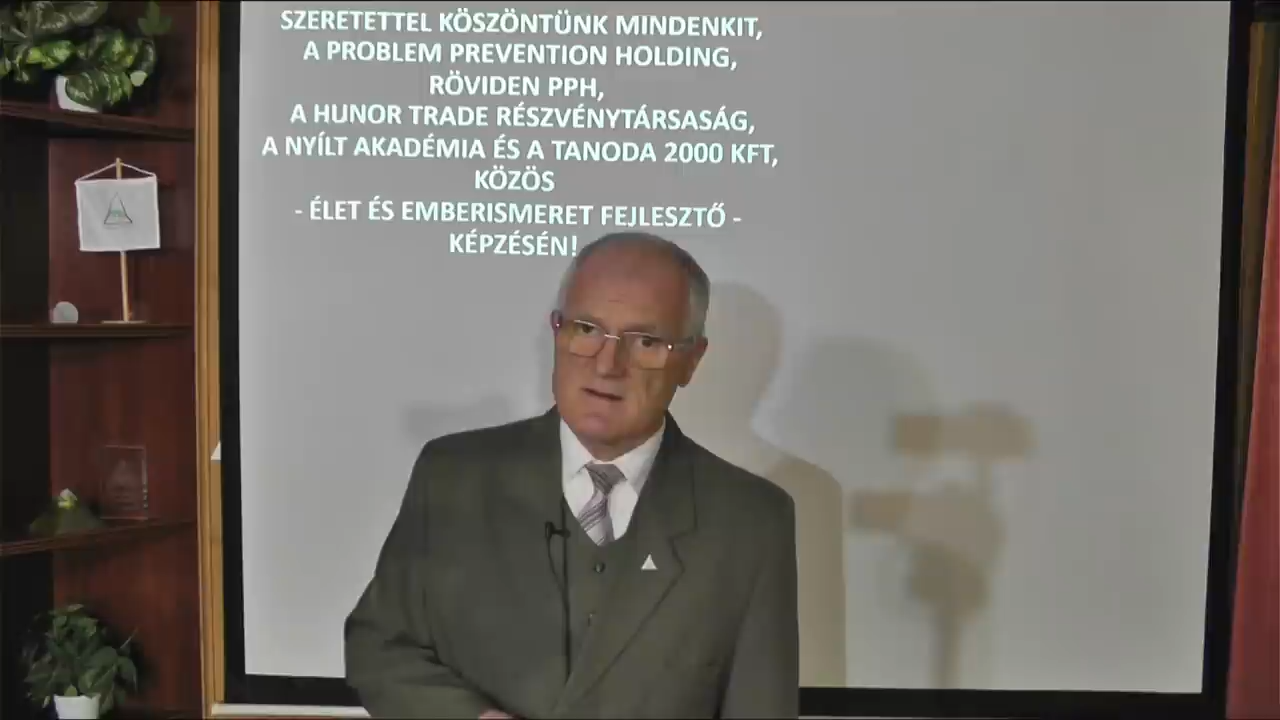 SZERETETTEL KÖSZÖNTÜNK MINDENKIT,
A PROBLEM PREVENTION HOLDING,
RÖVIDEN PPH,
A HUNOR TRADE RÉSZVÉNYTÁRSASÁG,
A NYÍLT AKADÉMIA ÉS A TANODA 2000 KFT,
KÖZÖS
- ÉLET ÉS EMBERISMERET FEJLESZTŐ -
KÉPZÉSÉN!